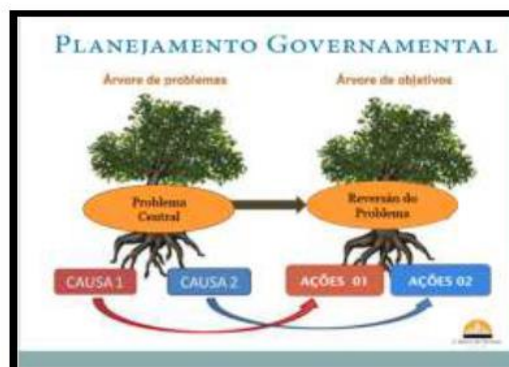 PLANEJAMENTO GOVERNAMENTAL
Árvore de problemas
Árvore de objetivos
Problema
Central
Reversão do
Problema
CAUSA 1
CAUSA 2
AÇÕES 01
AÇÕES 02